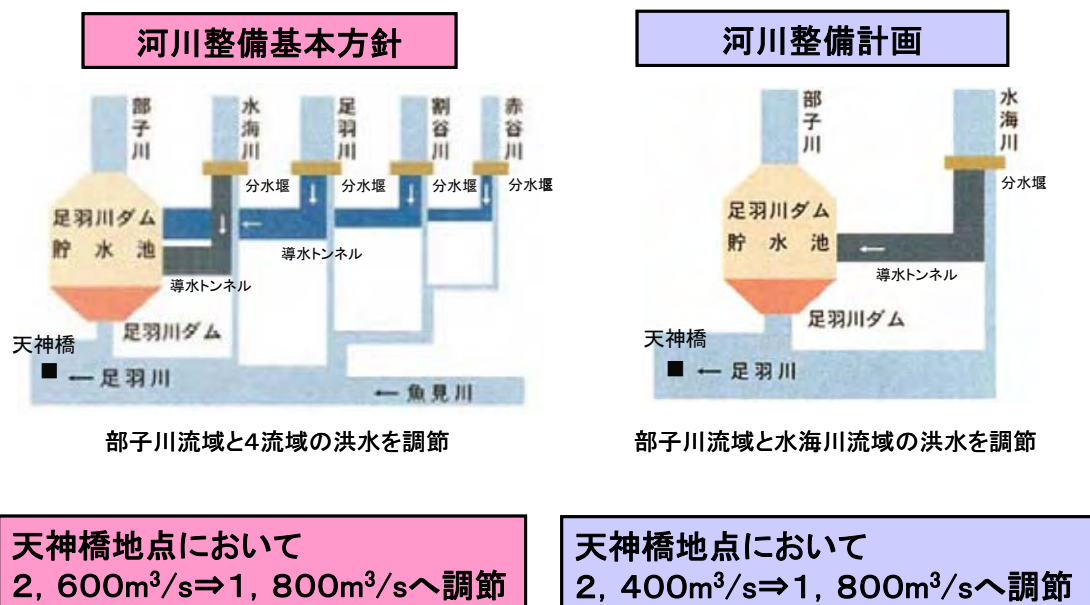 河川整備基本方針
部子川
水海川
足羽川
割谷川
赤谷川
分水堰
分水堰
分水堰
分水堰
足羽川ダム
貯水池
導水トンネル
導水トンネル
足羽川ダム
天神橋
■ ←足羽川
←魚見川
部子川流域と4流域の洪水を調節
天神橋地点において
2，600m³/s⇒1，800m³/sへ調節
河川整備計画
部子川
水海川
分水堰
足羽川ダム
貯水池
←
導水トンネル
足羽川ダム
天神橋
■ ←足羽川
部子川流域と水海川流域の洪水を調節
天神橋地点において
2，400m³/s⇒1，800m³/sへ調節